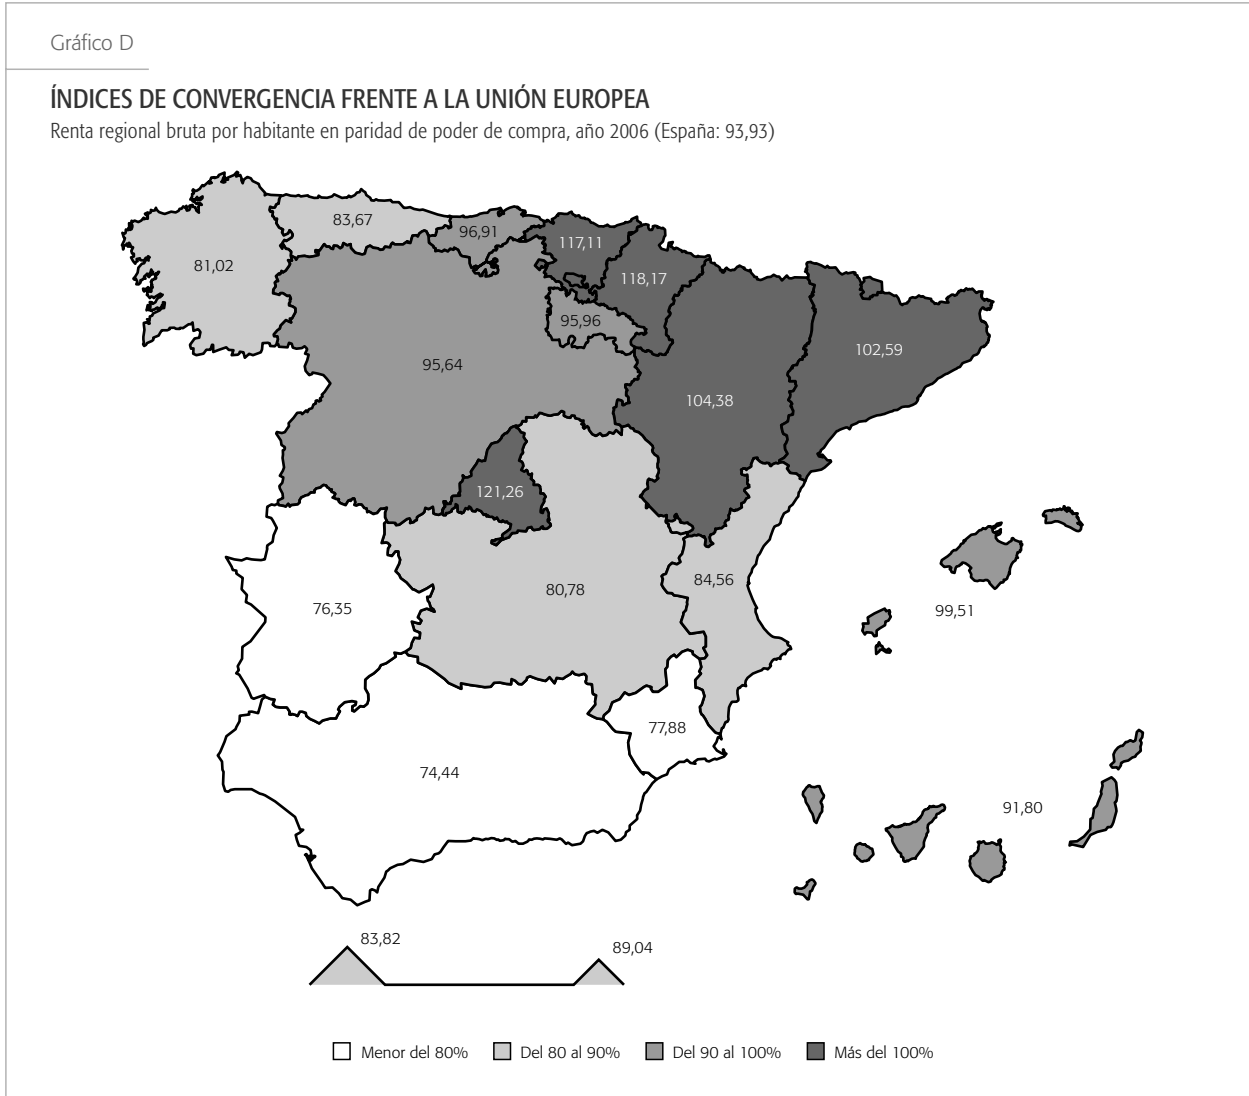 Gráfico D
ÍNDICES DE CONVERGENCIA FRENTE A LA UNIÓN EUROPEA
Renta regional bruta por habitante en paridad de poder de compra, año 2006 (España: 93,93)
83,67
96,91
117,11
81,02
118,17
95,96
95,64
102,59
104,38
121,26
84,56
80,78
76,35
99,51
77,88
74,44
91,80
83,82
89,04
Menor del 80%
Del 80 al 90%
Del 90 al 100%
Más del 100%